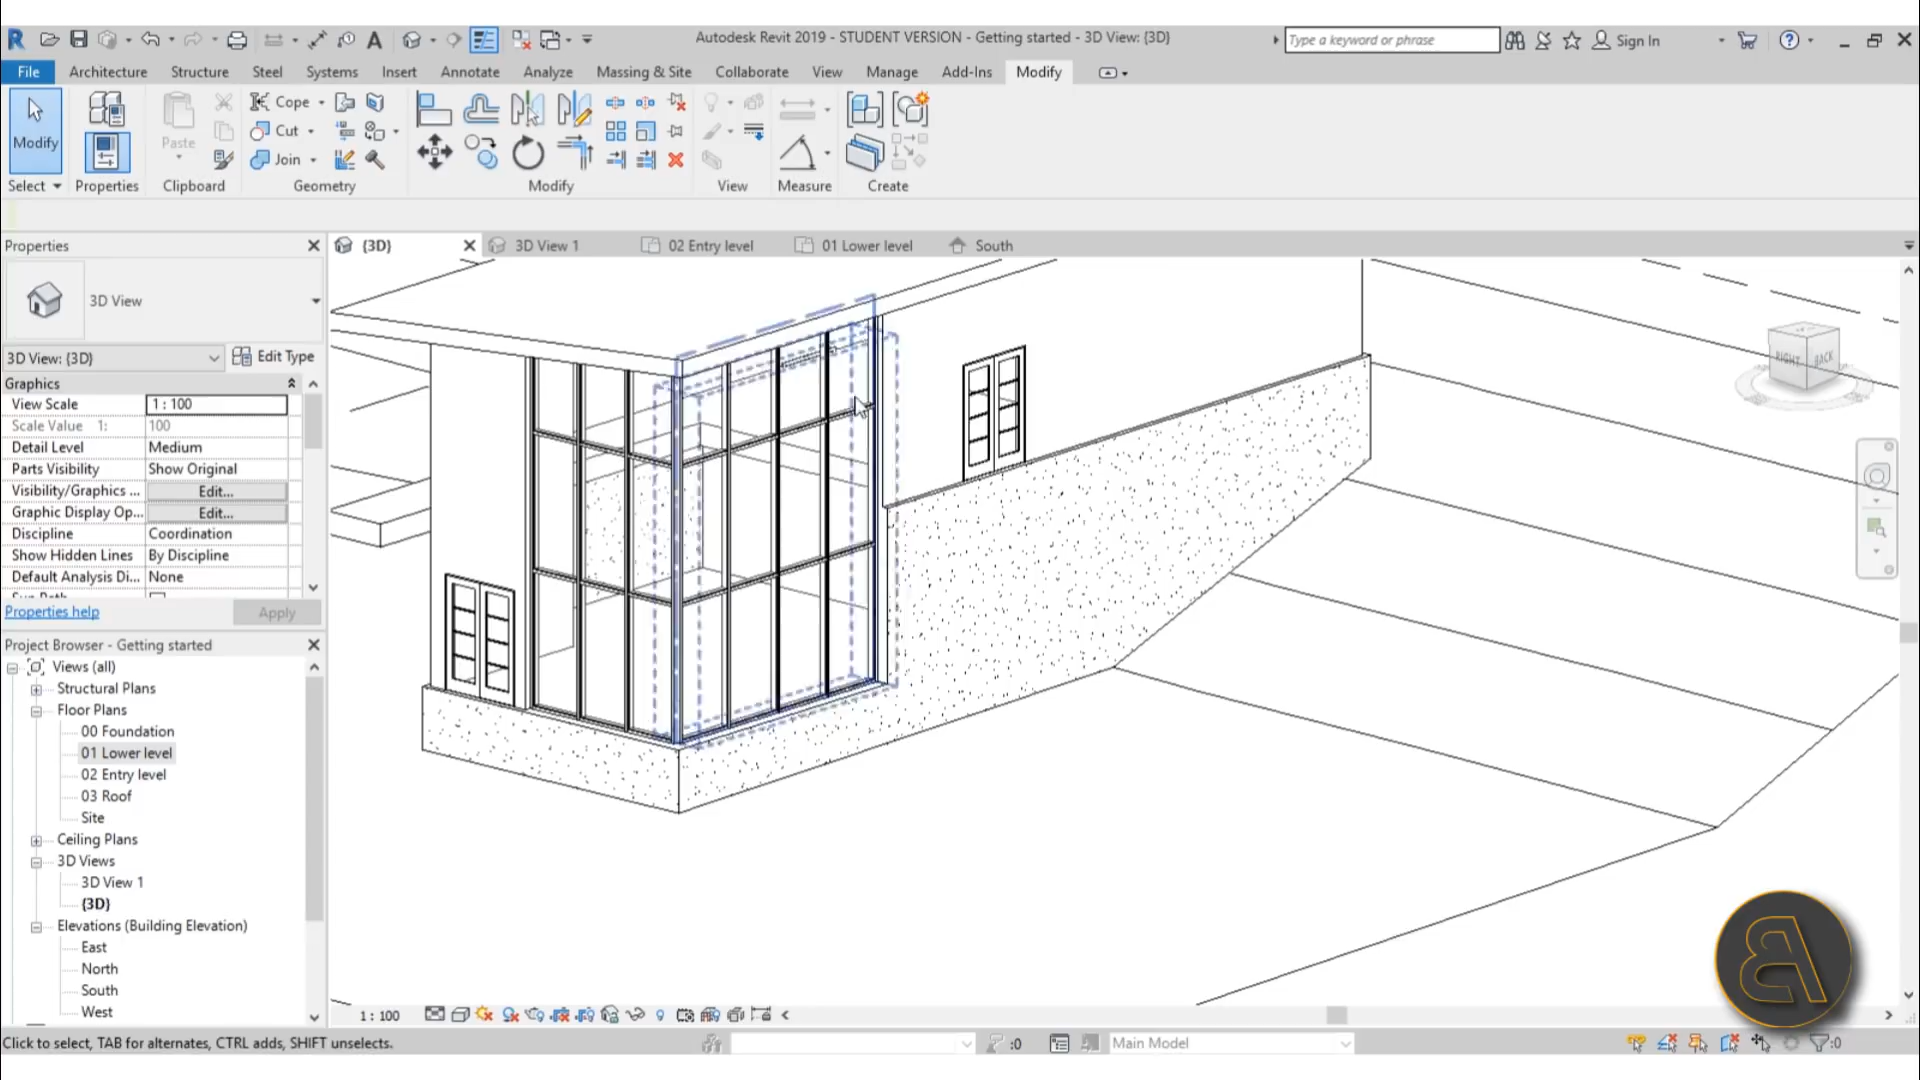 Autodesk Revit 2019 - STUDENT VERSION - Getting started - 3D View: {3D}
Type a keyword or phrase
Sign In
File Architecture Structure Steel Systems Insert Annotate Analyze Massing & Site Collaborate View Manage Add-Ins Modify
Modify
Paste
Cope
Cut
Join
Select Properties Clipboard Geometry Modify View Measure Create
Properties
{3D} 3D View 1 02 Entry level 01 Lower level South
3D View
3D View: {3D} Edit Type
Graphics
View Scale 1 : 100
Scale Value 1: 100
Detail Level Medium
Parts Visibility Show Original
Visibility/Graphics ... Edit...
Graphic Display Op... Edit...
Discipline Coordination
Show Hidden Lines By Discipline
Default Analysis Di... None
Properties help Apply
Project Browser - Getting started
Views (all)
Structural Plans
Floor Plans
00 Foundation
01 Lower level
02 Entry level
03 Roof
Site
Ceiling Plans
3D Views
3D View 1
{3D}
Elevations (Building Elevation)
East
North
South
West
RIGHT BACK
1 : 100
Click to select, TAB for alternates, CTRL adds, SHIFT unselects.
:0
Main Model
:0